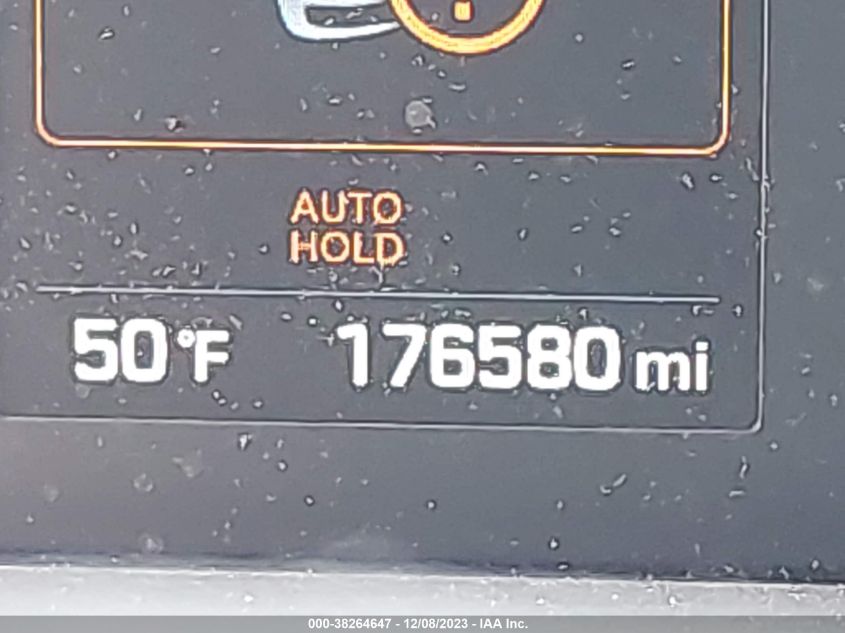 AUTO
HOLD
50°F 176580 mi
000-38264647 - 12/08/2023 - IAA Inc.